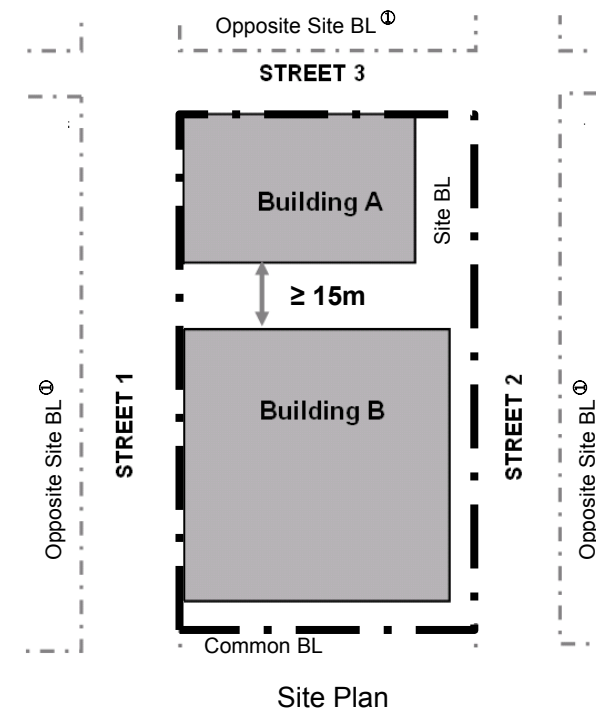 Opposite Site BL ①
STREET 3
Building A
Site BL
≥ 15m
Building B
STREET 1
STREET 2
Opposite Site BL ①
Opposite Site BL ①
Common BL
Site Plan